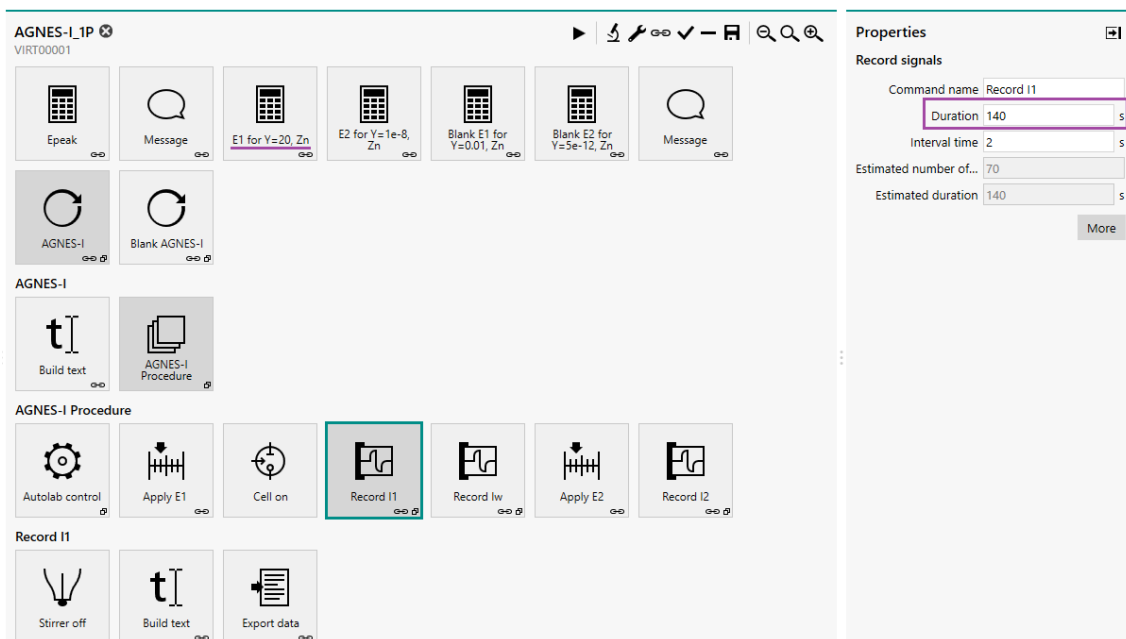 AGNES-I_1P
VIRT00001
Epeak
Message
E1 for Y=20, Zn
E2 for Y=1e-8,
Zn
Blank E1 for
Y=0.01, Zn
Blank E2 for
Y=5e-12, Zn
Message
AGNES-I
Blank AGNES-I
AGNES-I
Build text
AGNES-I
Procedure
AGNES-I Procedure
Autolab control
Apply E1
Cell on
Record I1
Record Iw
Apply E2
Record I2
Record I1
Stirrer off
Build text
Export data
Properties
Record signals
Command name Record I1
Duration 140 s
Interval time 2 s
Estimated number of... 70
Estimated duration 140 s
More